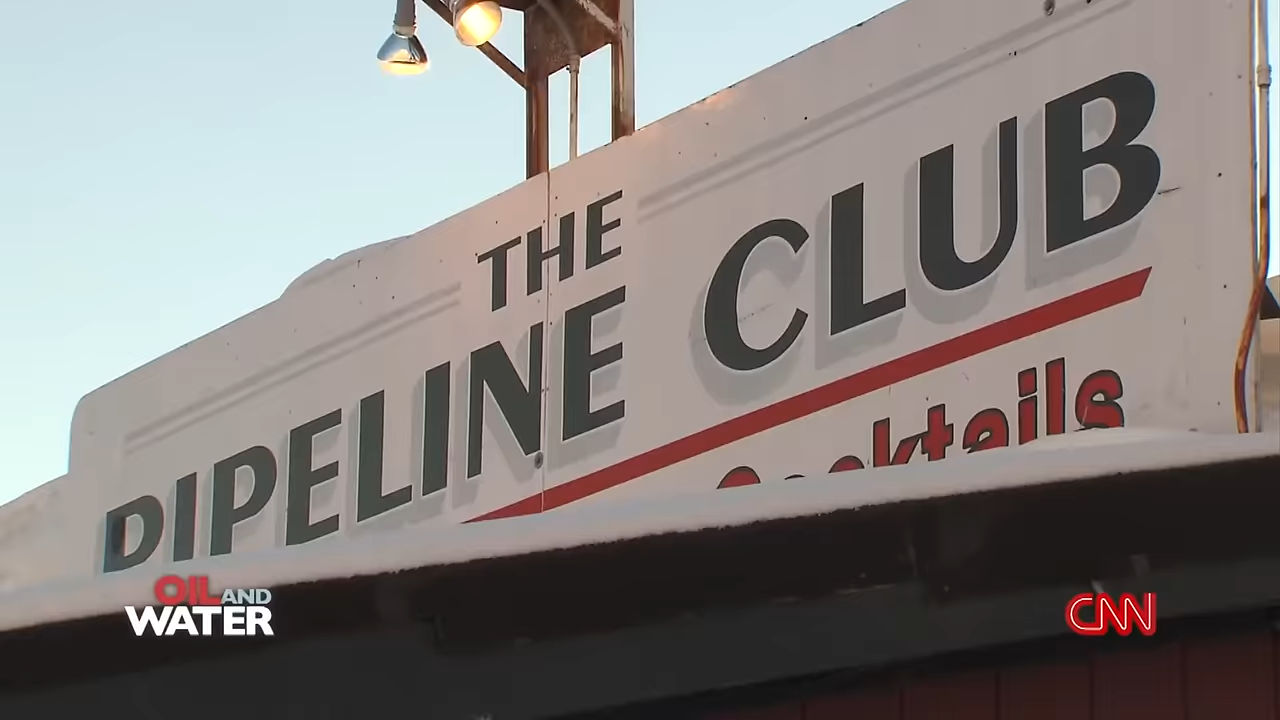 THE
PIPELINE CLUB
Cocktails
OIL AND
WATER
CNN